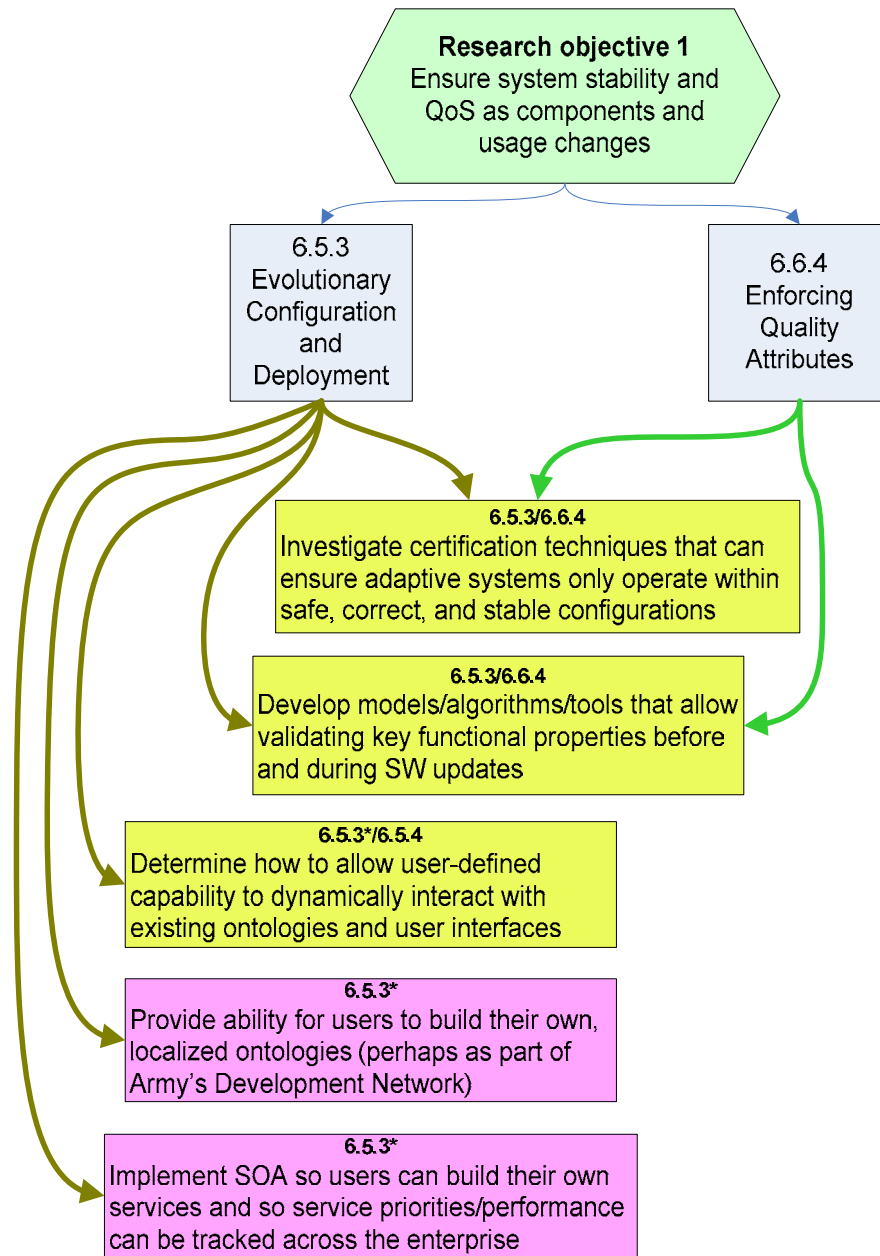 Research objective 1
Ensure system stability and
QoS as components and
usage changes
6.5.3
Evolutionary
Configuration
and
Deployment
6.6.4
Enforcing
Quality
Attributes
6.5.3/6.6.4
Investigate certification techniques that can
ensure adaptive systems only operate within
safe, correct, and stable configurations
6.5.3/6.6.4
Develop models/algorithms/tools that allow
validating key functional properties before
and during SW updates
6.5.3*/6.5.4
Determine how to allow user-defined
capability to dynamically interact with
existing ontologies and user interfaces
6.5.3*
Provide ability for users to build their own,
localized ontologies (perhaps as part of
Army's Development Network)
6.5.3*
Implement SOA so users can build their own
services and so service priorities/performance
can be tracked across the enterprise